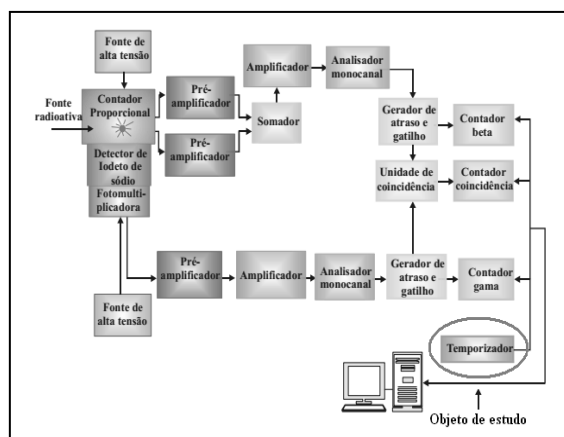 Fonte de
alta tensão
Fonte
radioativa
Contador
Proporcional
Detector de
Iodeto de
sódio
Fotomulti-
plicadora
Fonte de
alta tensão
Pré-
amplificador
Pré-
amplificador
Somador
Amplificador
Analisador
monocanal
Gerador de
atraso e
gatilho
Contador
beta
Unidade de
coincidência
Contador
coincidência
Pré-
amplificador
Amplificador
Analisador
monocanal
Gerador de
atraso e
gatilho
Contador
gama
Temporizador
Objeto de estudo